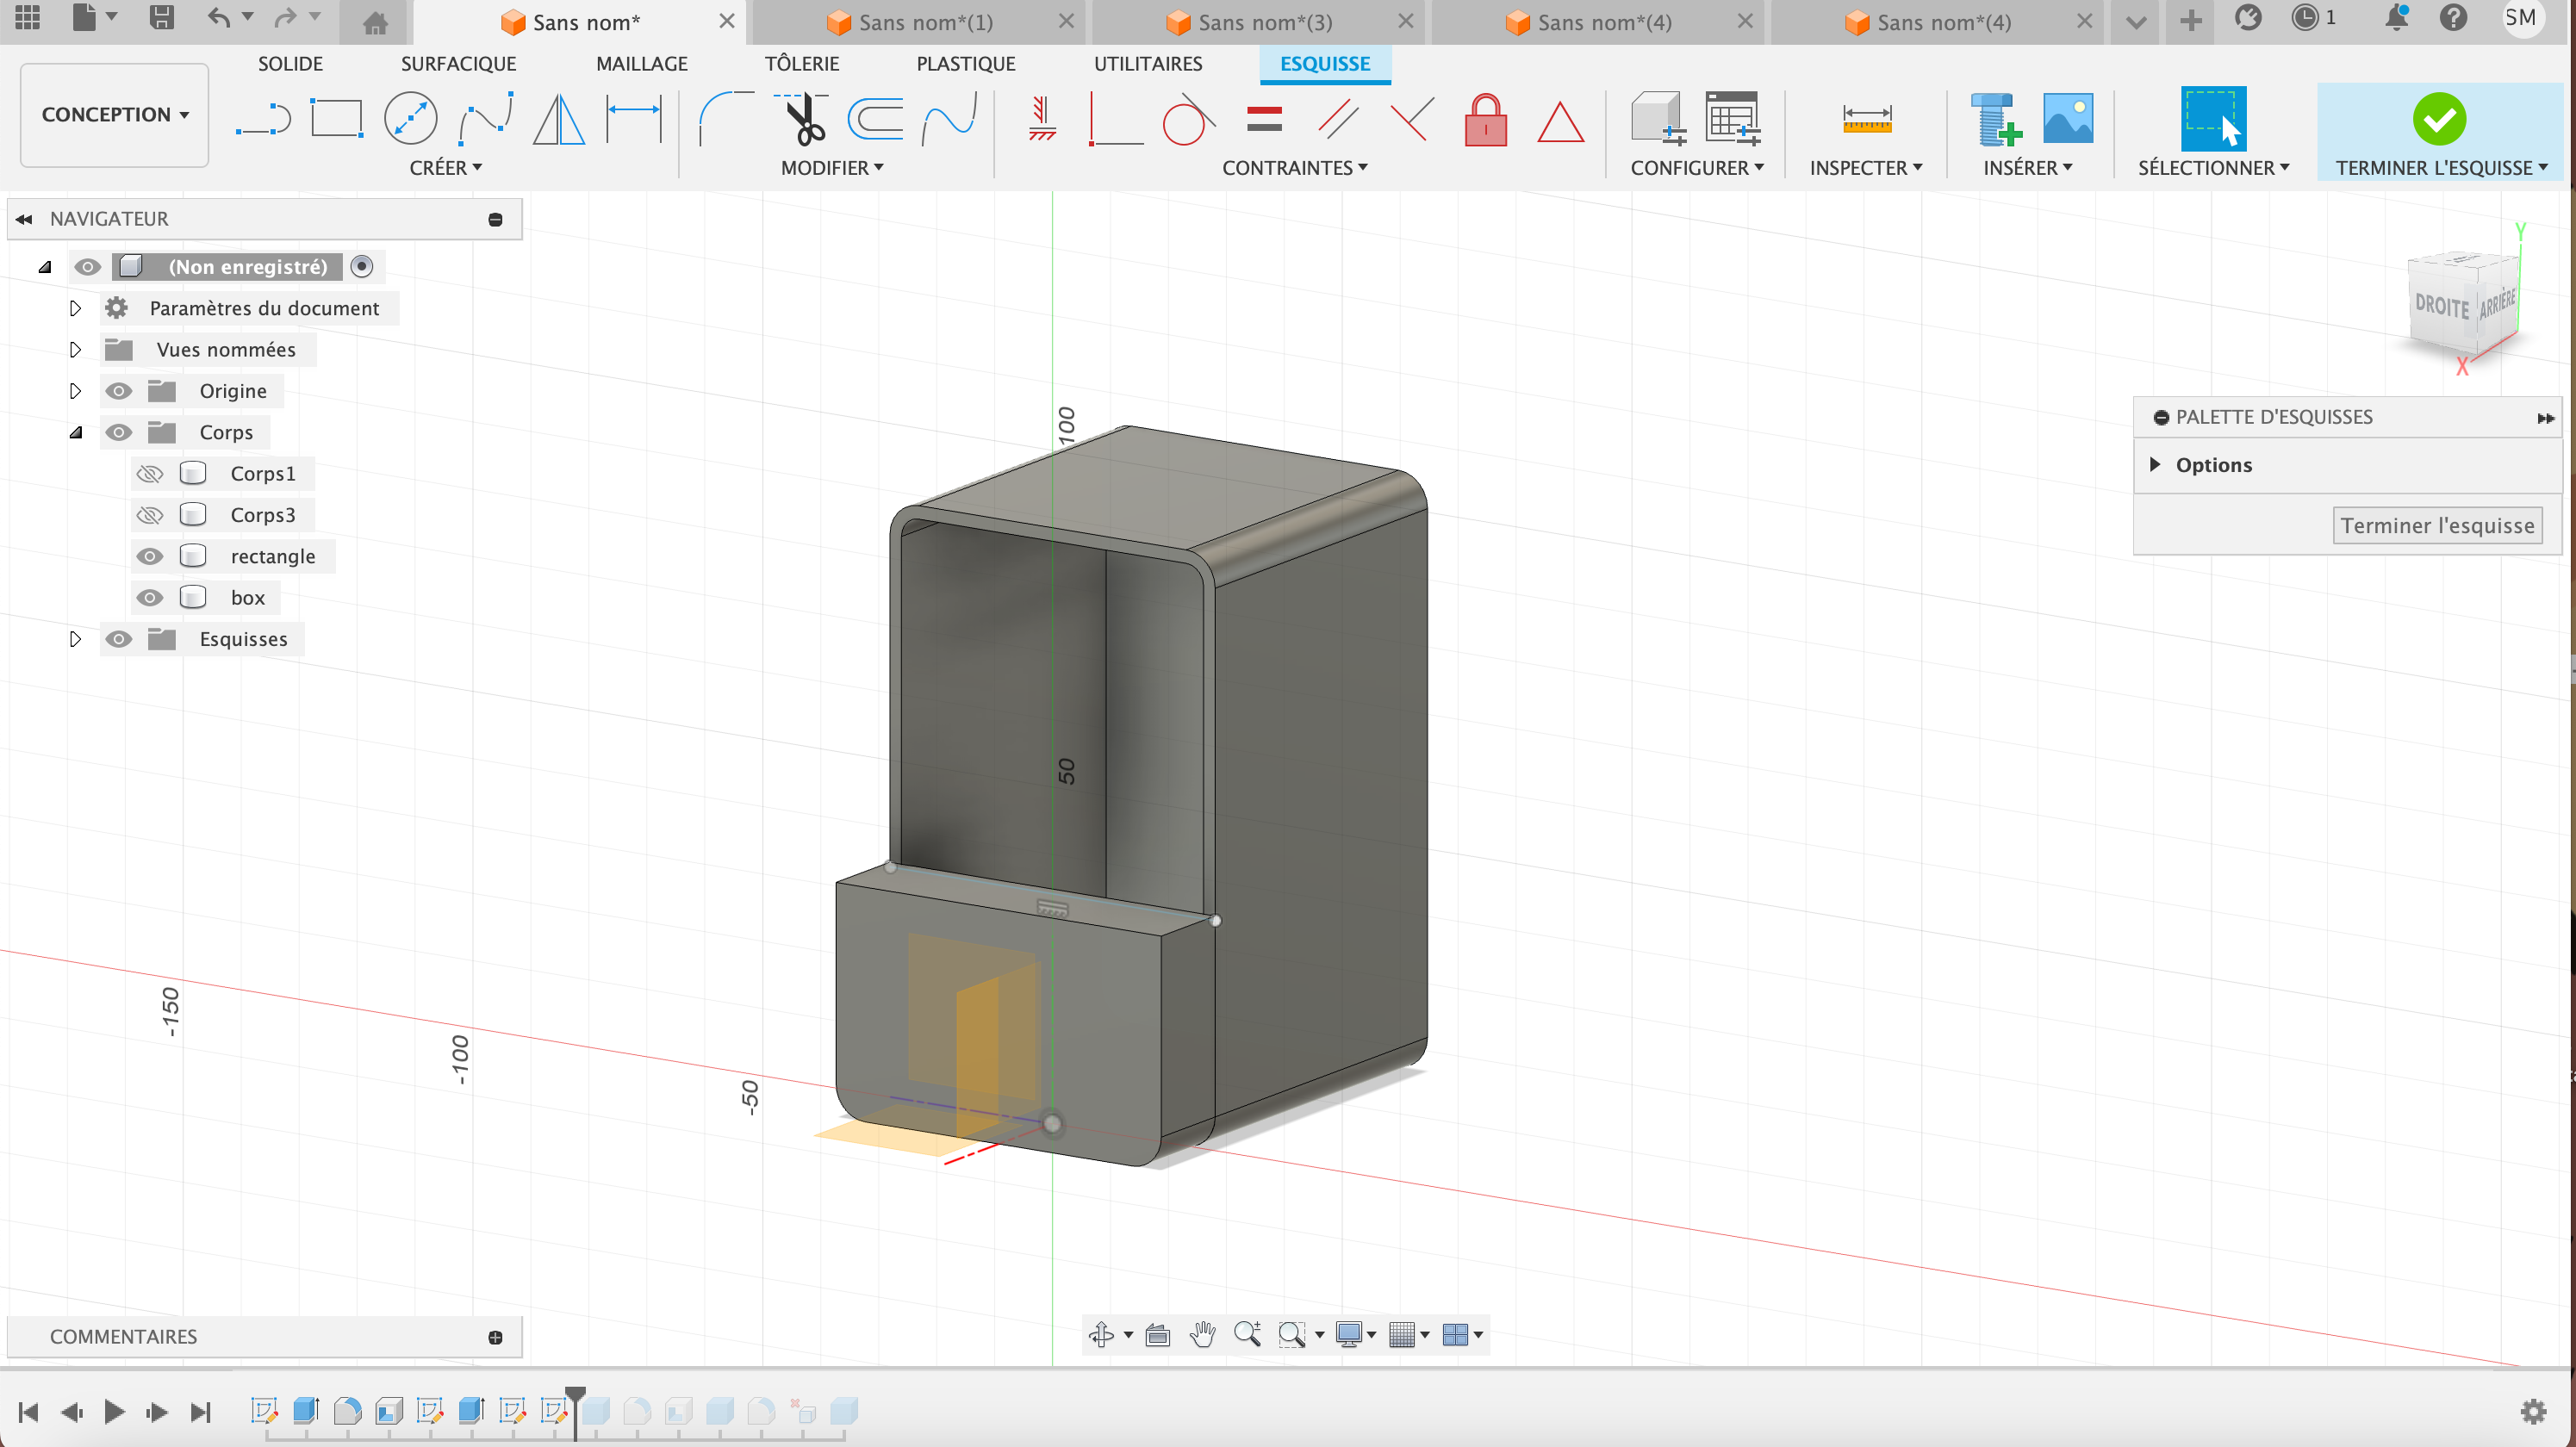 Sans nom*
Sans nom*(1)
Sans nom*(3)
Sans nom*(4)
Sans nom*(4)
1
SM
CONCEPTION
SOLIDE
SURFACIQUE
MAILLAGE
TÔLERIE
PLASTIQUE
UTILITAIRES
ESQUISSE
CRÉER
MODIFIER
CONTRAINTES
CONFIGURER
INSPECTER
INSÉRER
SÉLECTIONNER
TERMINER L'ESQUISSE
NAVIGATEUR
(Non enregistré)
Paramètres du document
Vues nommées
Origine
Corps
Corps1
Corps3
rectangle
box
Esquisses
Y
DROITE
ARRIÈRE
X
PALETTE D'ESQUISSES
Options
Terminer l'esquisse
100
50
-150
-100
-50
COMMENTAIRES